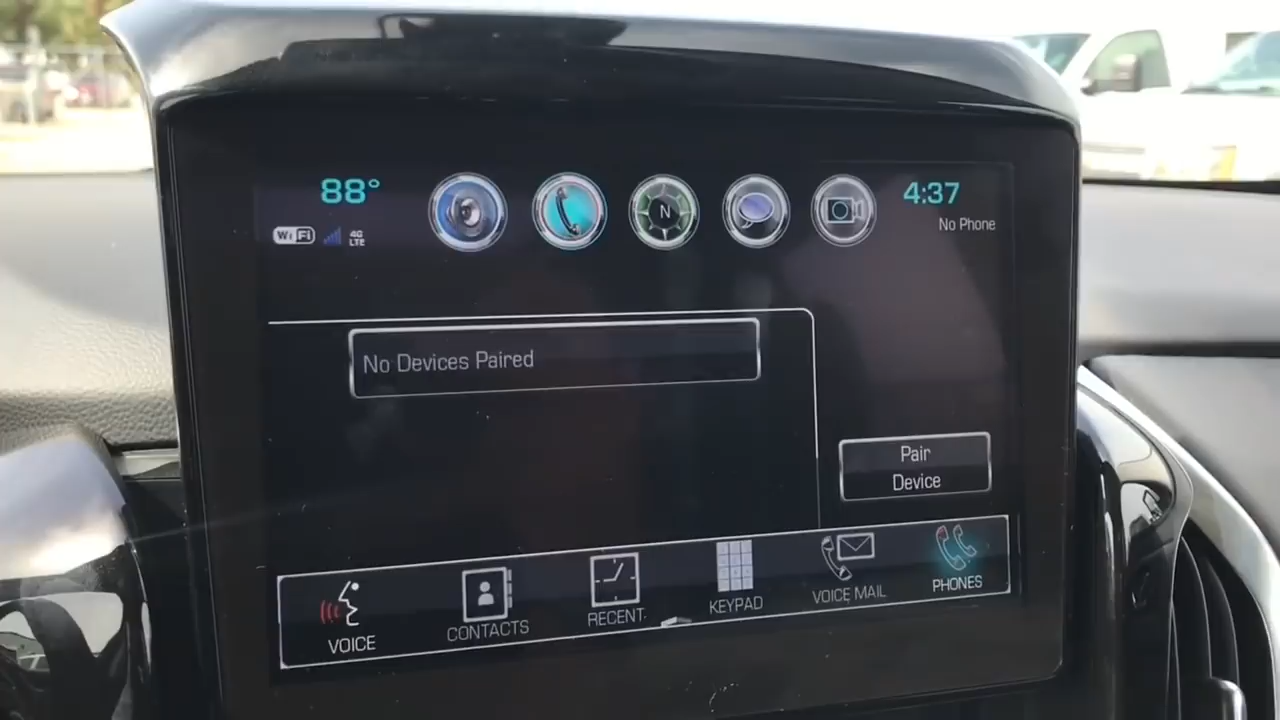 88°
4:37
WiFi
4G
LTE
N
No Phone
No Devices Paired
Pair
Device
VOICE
CONTACTS
RECENT
KEYPAD
VOICE MAIL
PHONES